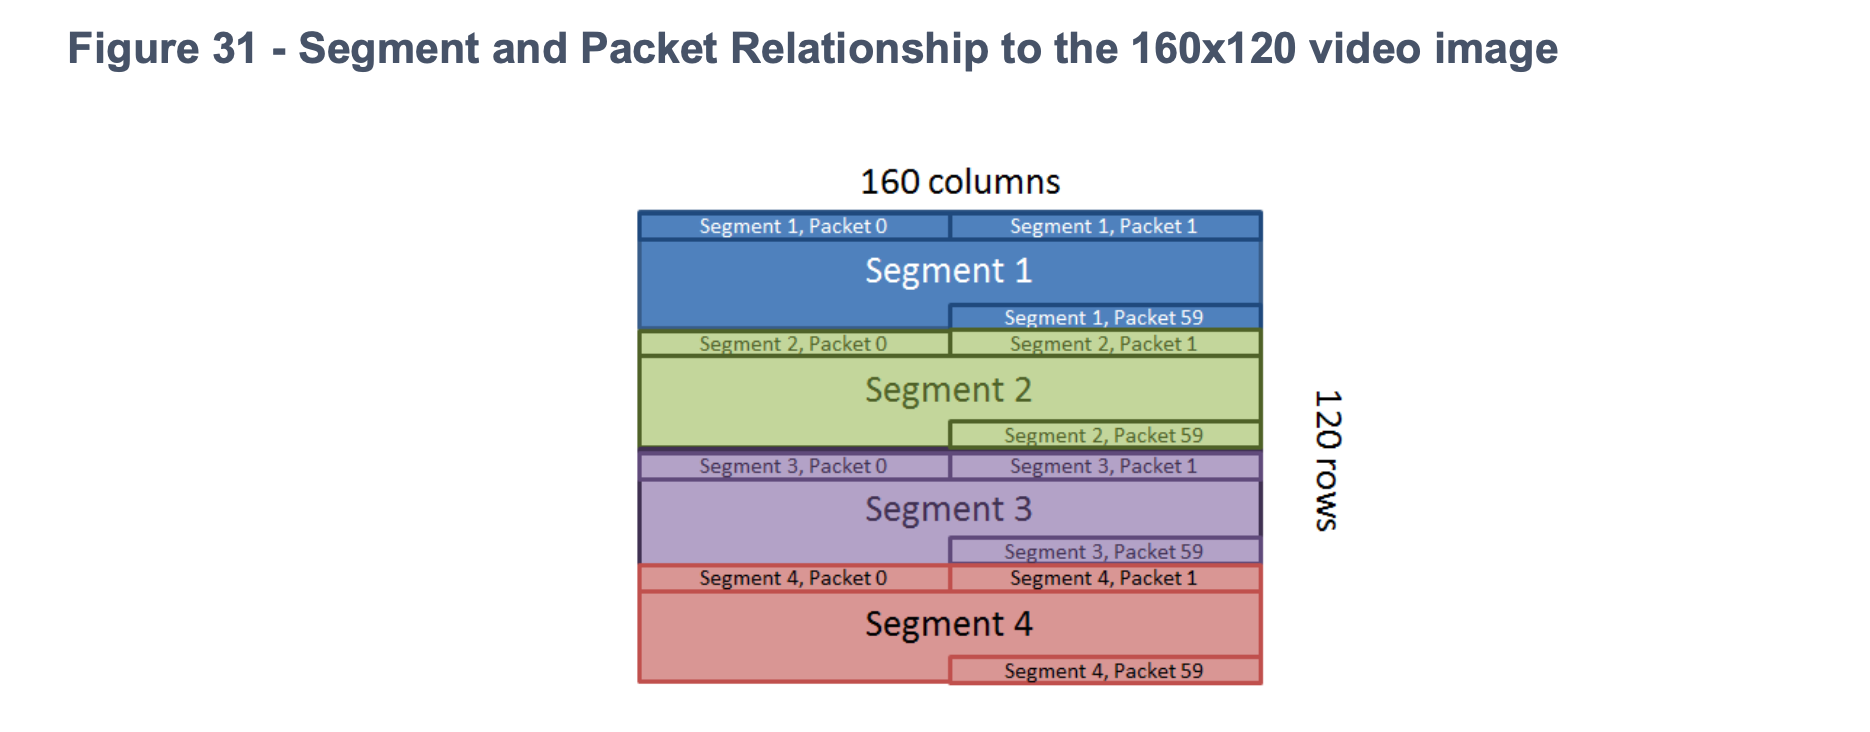 Figure 31 - Segment and Packet Relationship to the 160x120 video image
160 columns
Segment 1, Packet 0
Segment 1, Packet 1
Segment 1
Segment 1, Packet 59
Segment 2, Packet 0
Segment 2, Packet 1
Segment 2
Segment 2, Packet 59
120 rows
Segment 3, Packet 0
Segment 3, Packet 1
Segment 3
Segment 3, Packet 59
Segment 4, Packet 0
Segment 4, Packet 1
Segment 4
Segment 4, Packet 59